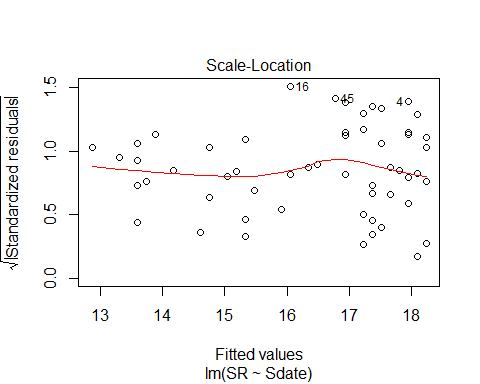 Scale-Location
√|Standardized residuals|
1.5
1.0
0.5
0.0
16
45
4
13 14 15 16 17 18
Fitted values
lm(SR ~ Sdate)